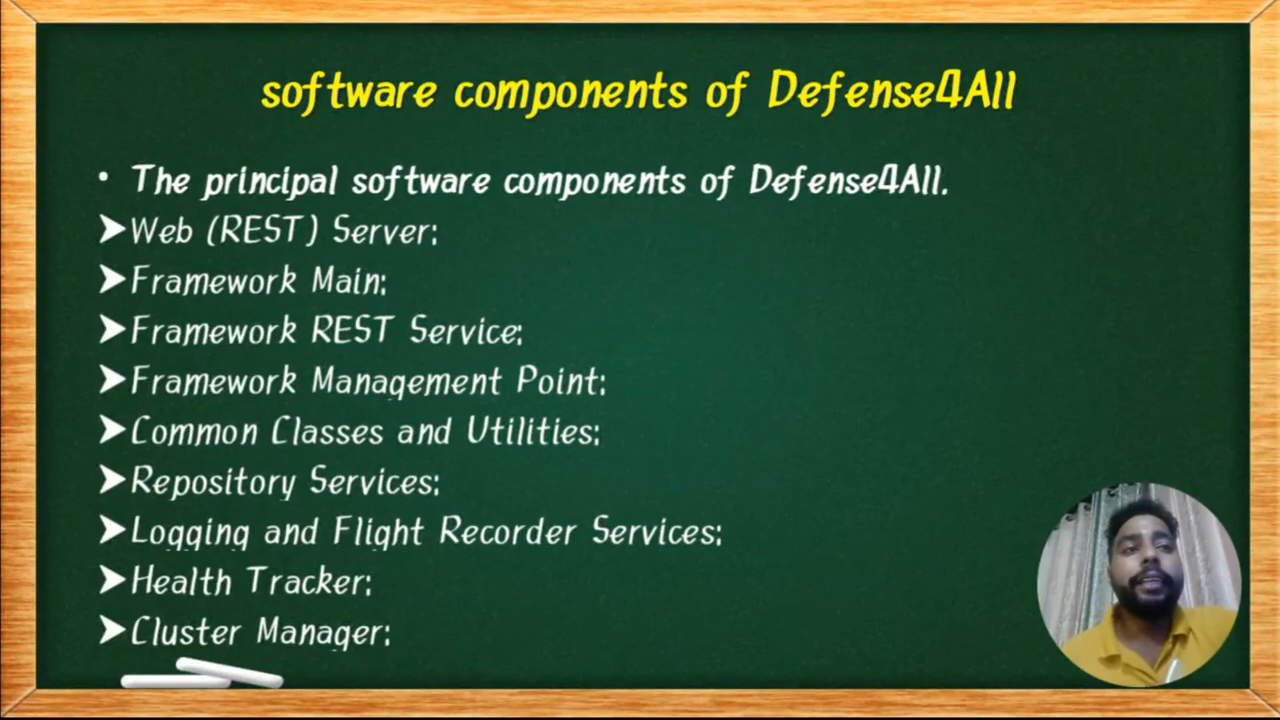 software components of Defense4All
• The principal software components of Defense4All.
➤Web (REST) Server:
➤Framework Main:
➤Framework REST Service:
➤Framework Management Point:
➤Common Classes and Utilities:
➤Repository Services:
➤Logging and Flight Recorder Services:
➤Health Tracker:
➤Cluster Manager: